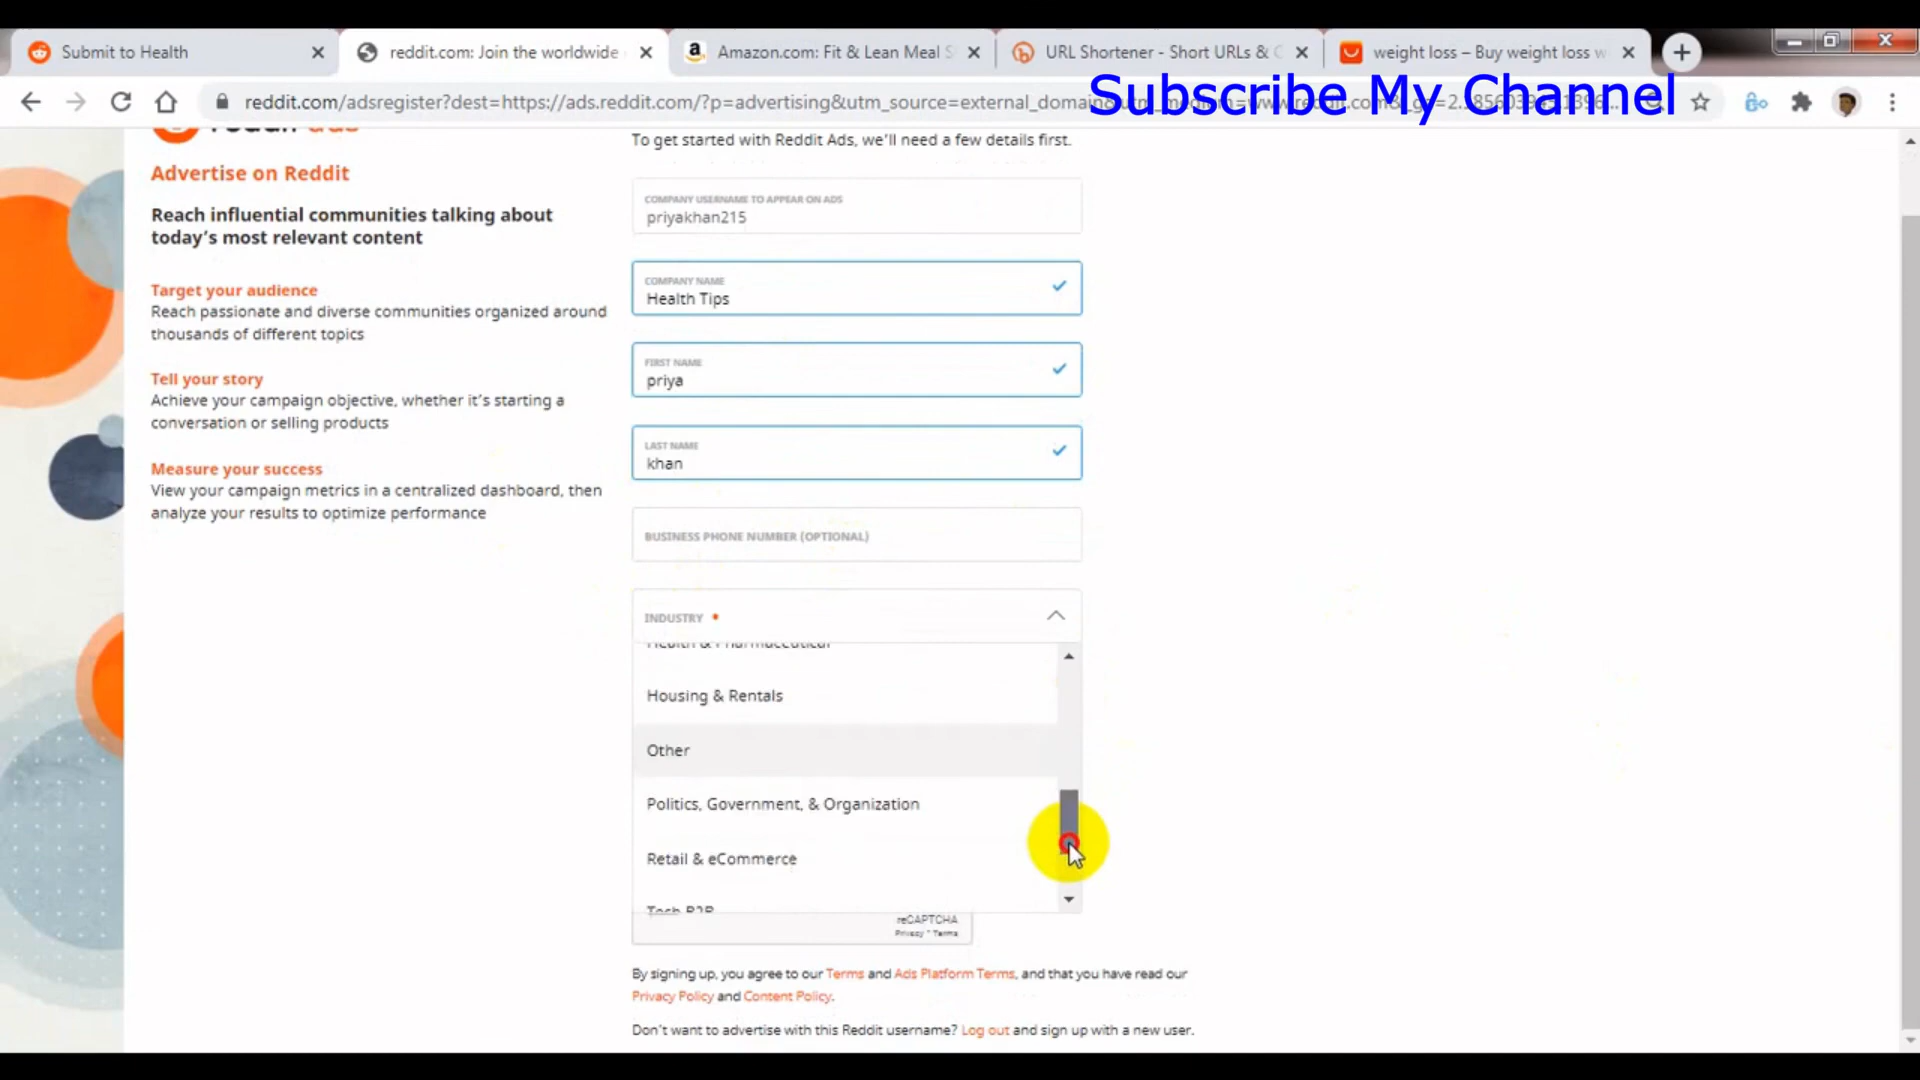 Submit to Health
reddit.com: Join the worldwide
Amazon.com: Fit & Lean Meal S
URL Shortener - Short URLs & C
weight loss – Buy weight loss w
Subscribe My Channel
reddit.com/adsregister?dest=https://ads.reddit.com/?p=advertising&utm_source=external_domain
reddit ads
To get started with Reddit Ads, we'll need a few details first.
Advertise on Reddit
Reach influential communities talking about
today's most relevant content
Target your audience
Reach passionate and diverse communities organized around
thousands of different topics
Tell your story
Achieve your campaign objective, whether it's starting a
conversation or selling products
Measure your success
View your campaign metrics in a centralized dashboard, then
analyze your results to optimize performance
COMPANY USERNAME TO APPEAR ON ADS
priyakhan215
COMPANY NAME
Health Tips
FIRST NAME
priya
LAST NAME
khan
BUSINESS PHONE NUMBER (OPTIONAL)
INDUSTRY
Health & Pharmaceutical
Housing & Rentals
Other
Politics, Government, & Organization
Retail & eCommerce
Tech B2B
reCAPTCHA
Privacy - Terms
By signing up, you agree to our Terms and Ads Platform Terms, and that you have read our
Privacy Policy and Content Policy.
Don't want to advertise with this Reddit username? Log out and sign up with a new user.